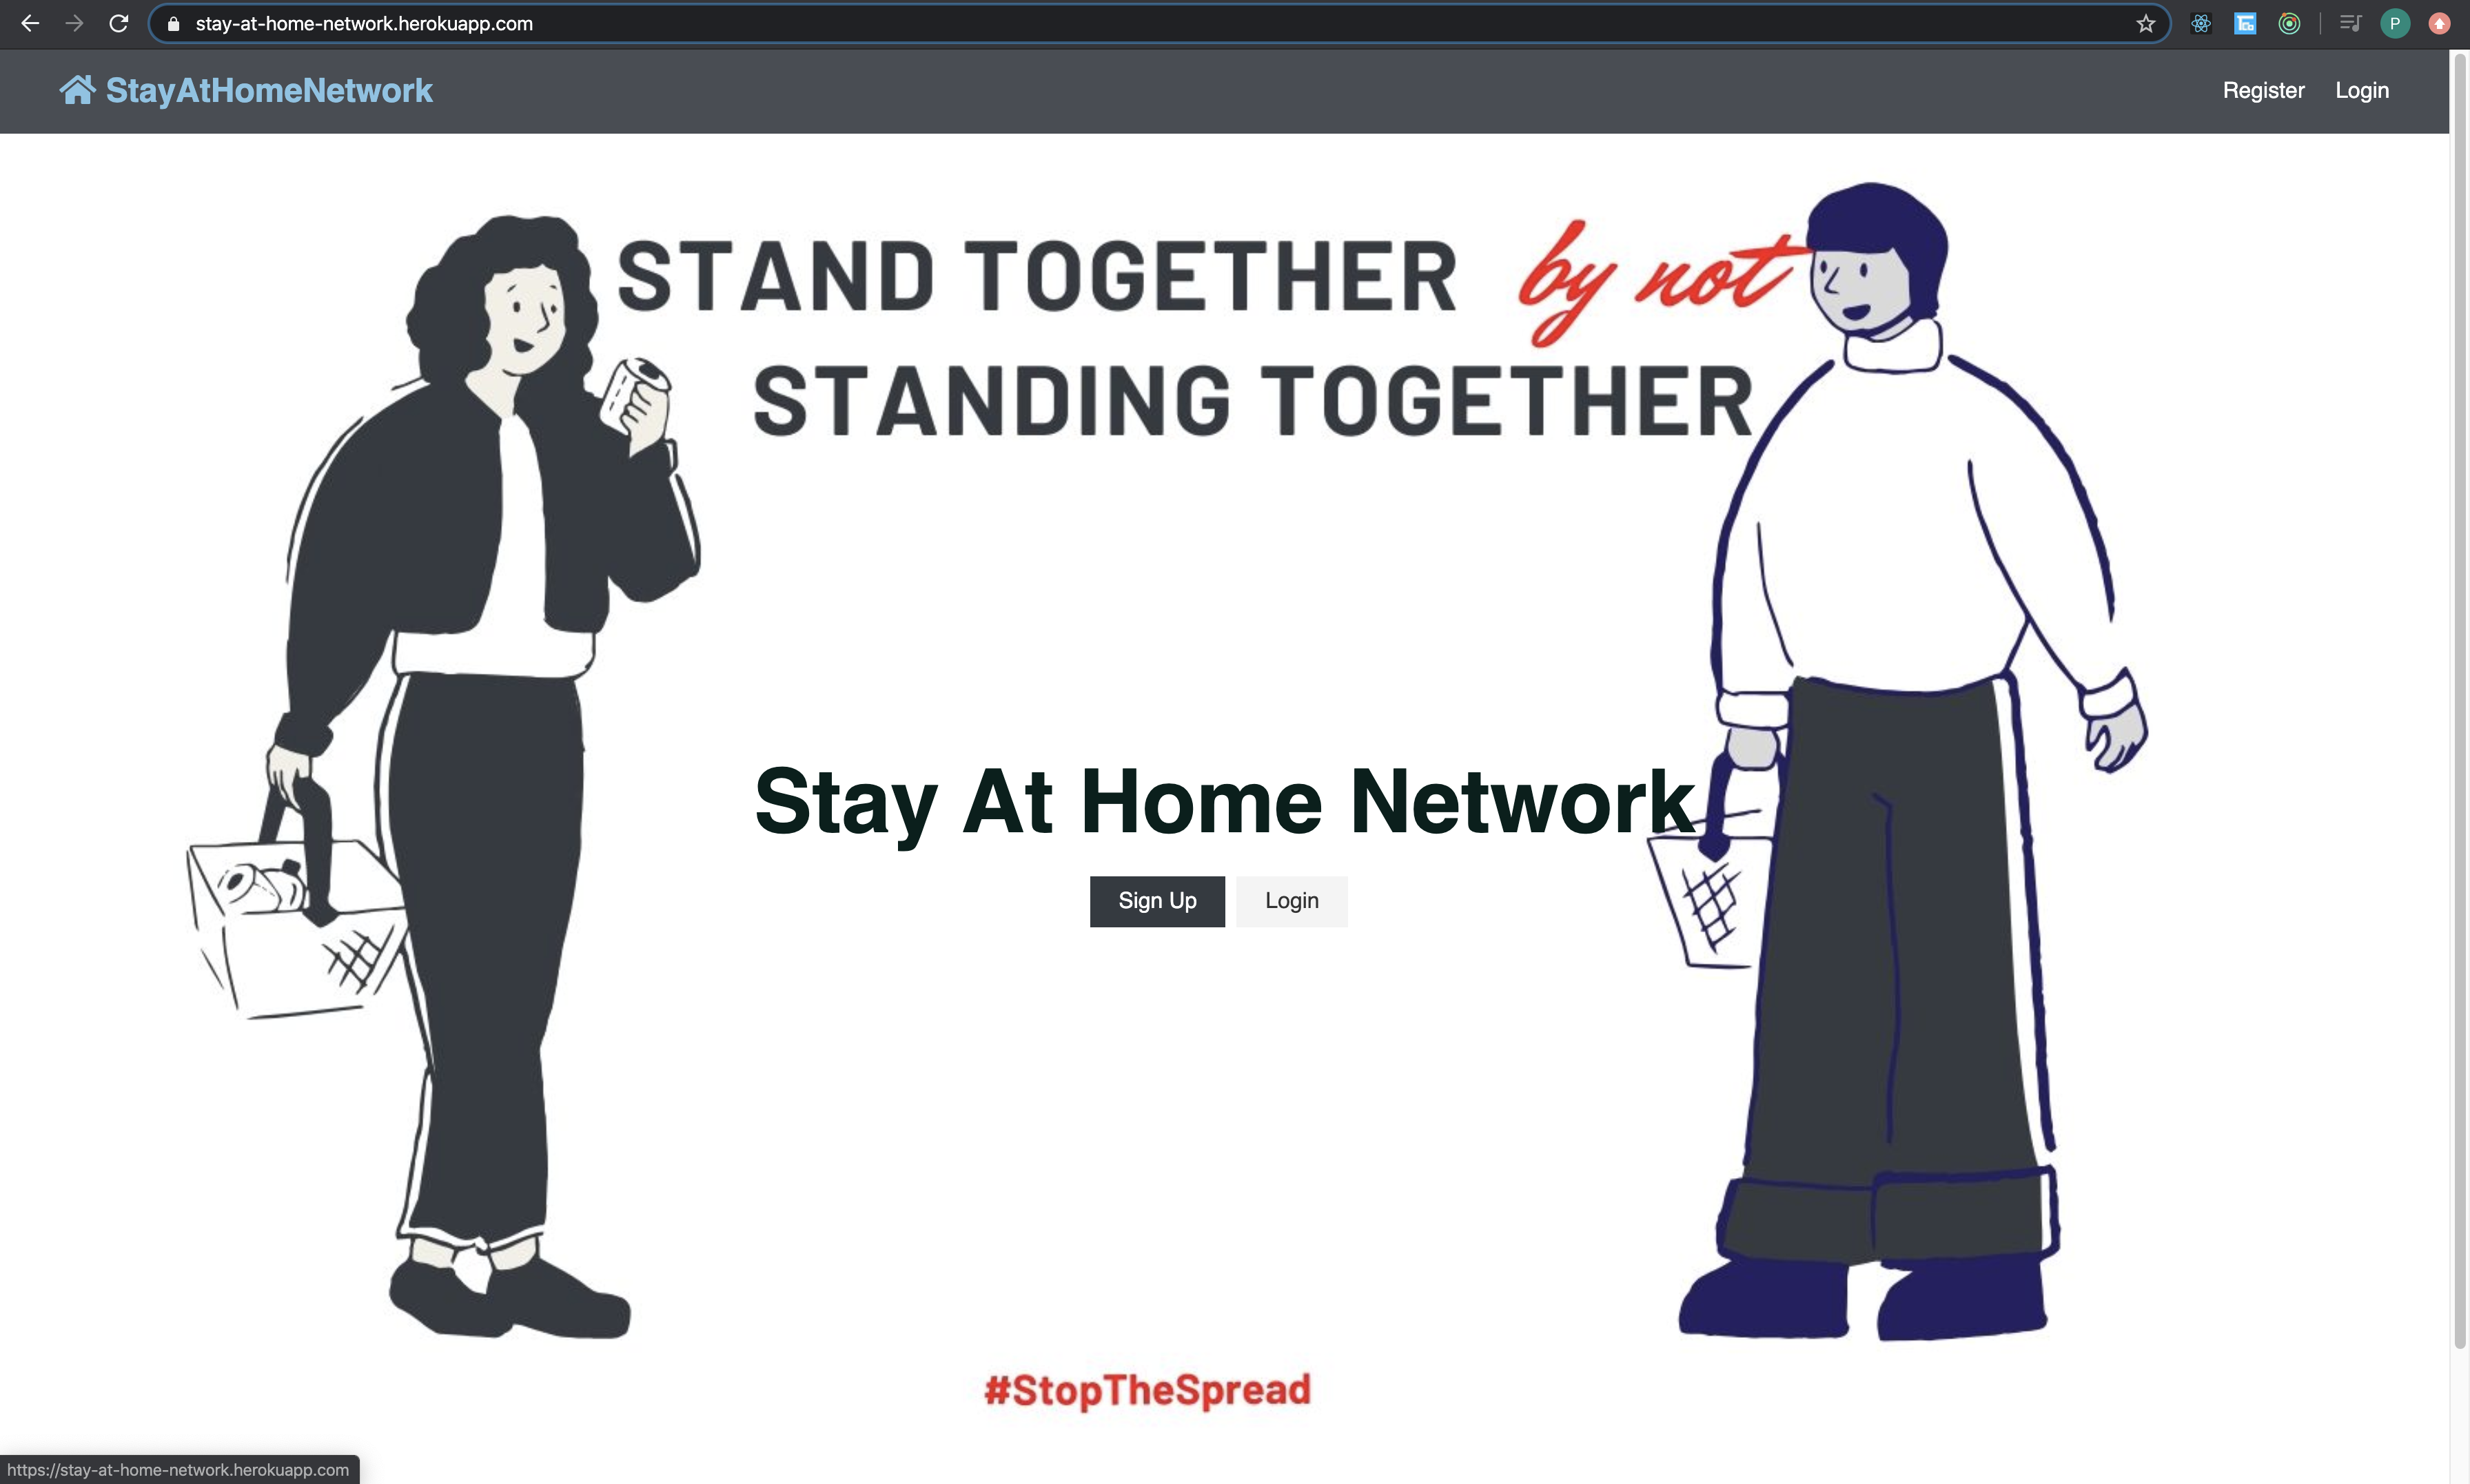 stay-at-home-network.herokuapp.com
P
StayAtHomeNetwork
Register Login
STAND TOGETHER by not
STANDING TOGETHER
Stay At Home Network
Sign Up Login
#StopTheSpread
https://stay-at-home-network.herokuapp.com